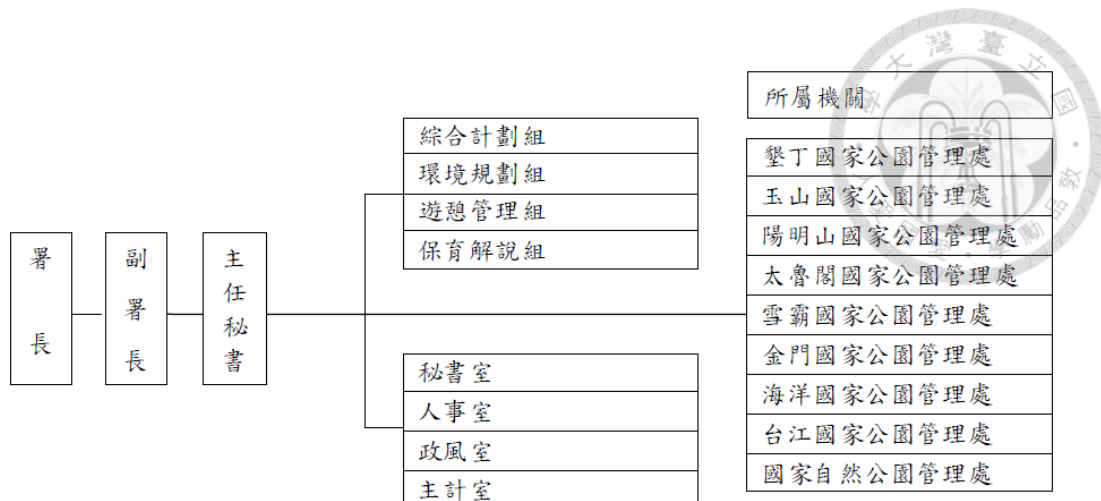 署長
副署長
主任秘書
綜合計劃組
環境規劃組
遊憩管理組
保育解說組
秘書室
人事室
政風室
主計室
所屬機關
墾丁國家公園管理處
玉山國家公園管理處
陽明山國家公園管理處
太魯閣國家公園管理處
雪霸國家公園管理處
金門國家公園管理處
海洋國家公園管理處
台江國家公園管理處
國家自然公園管理處